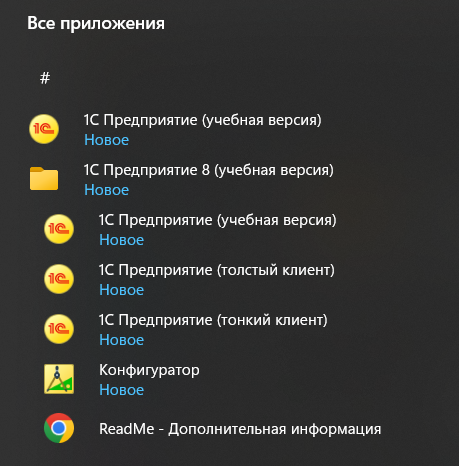 Все приложения
#
1С Предприятие (учебная версия)
Новое
1С Предприятие 8 (учебная версия)
Новое
1С Предприятие (учебная версия)
Новое
1С Предприятие (толстый клиент)
Новое
1С Предприятие (тонкий клиент)
Новое
Конфигуратор
Новое
ReadMe - Дополнительная информация